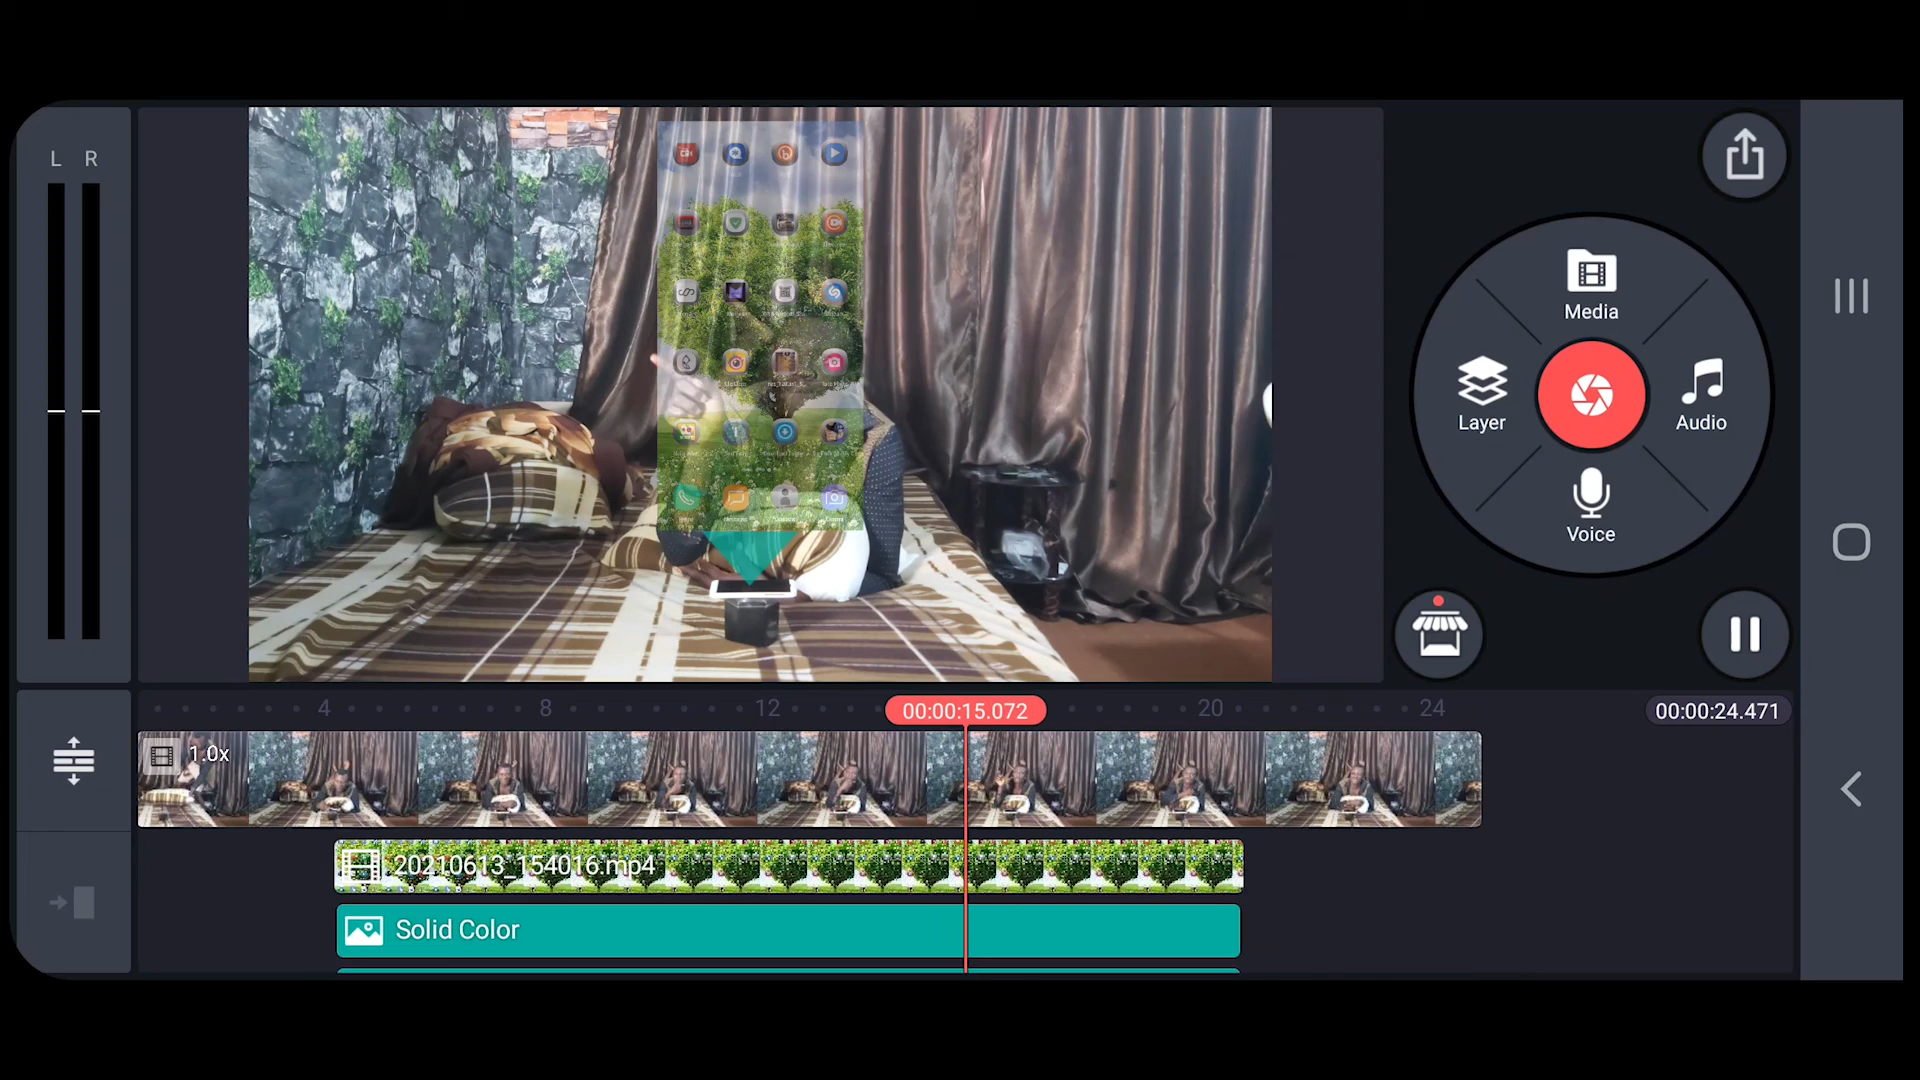 L R
Media
Layer
Audio
Voice
4 8 12 00:00:15.072 20 24 00:00:24.471
1.0x
20210613_154016.mp4
Solid Color